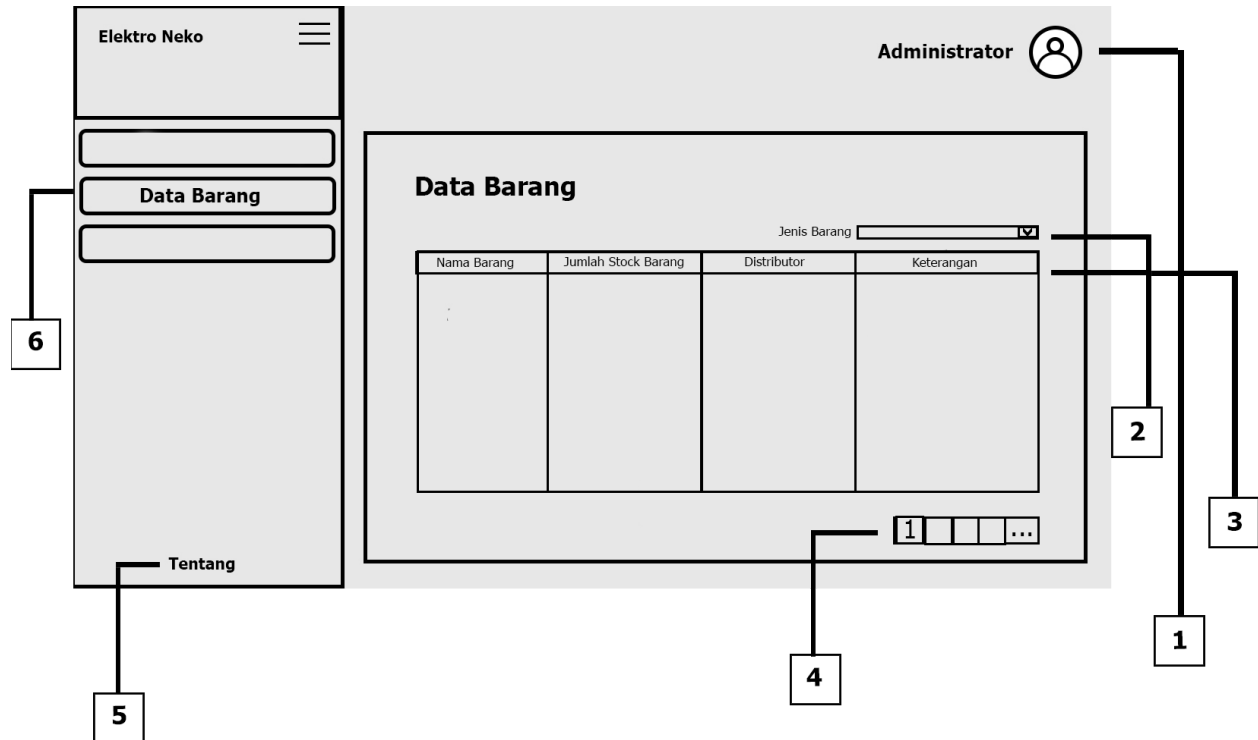 Elektro Neko
Administrator
Data Barang
Data Barang
Jenis Barang
Nama Barang Jumlah Stock Barang Distributor Keterangan
1 ...
Tentang
6
2
3
1
4
5